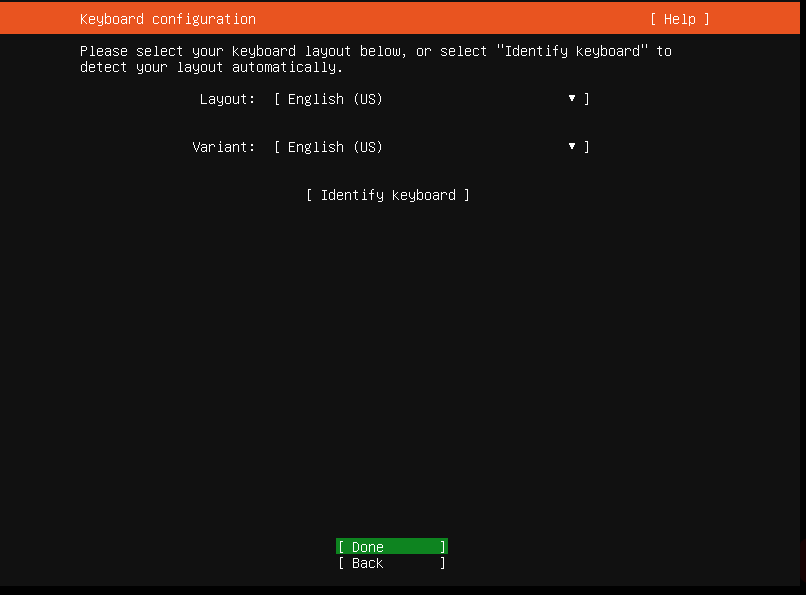 Keyboard configuration [ Help ]
Please select your keyboard layout below, or select "Identify keyboard" to
detect your layout automatically.
Layout: [ English (US) ▼ ]
Variant: [ English (US) ▼ ]
[ Identify keyboard ]
[ Done ]
[ Back ]